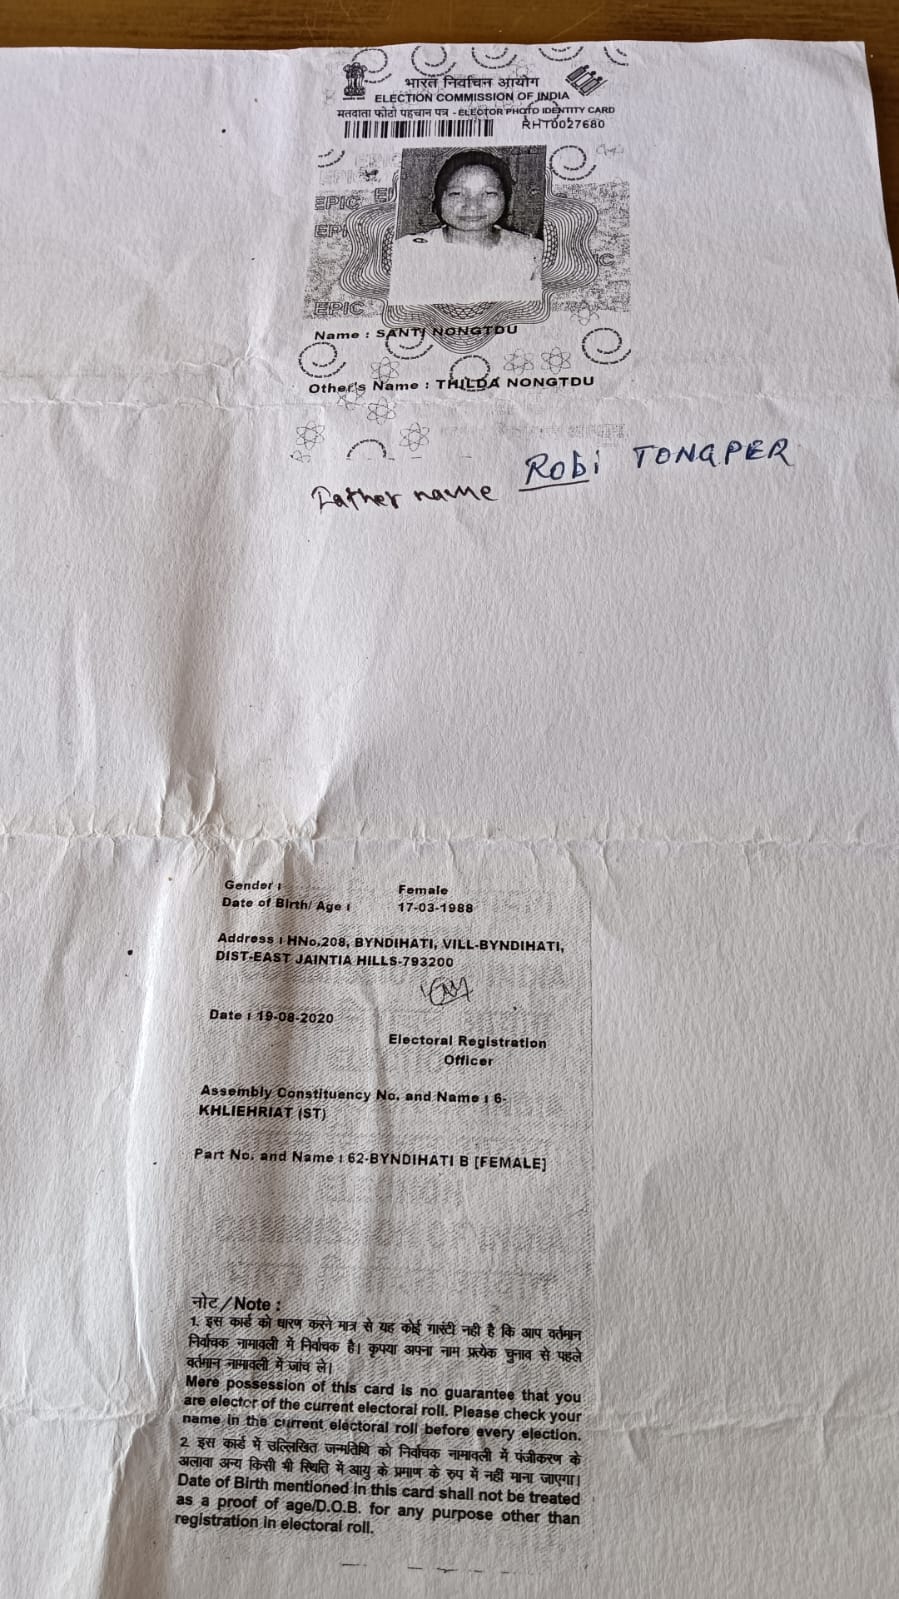 भारत निर्वाचन आयोग
ELECTION COMMISSION OF INDIA
मतदाता फोटो पहचान पत्र - ELECTOR PHOTO IDENTITY CARD
RHT0027680
EPIC
EPIC
Name : SANTI NONGTDU
Other's Name : THILDA NONGTDU
Father name Robi TONGPER
Gender : Female
Date of Birth/ Age : 17-03-1988
Address : HNo.208, BYNDIHATI, VILL-BYNDIHATI,
DIST-EAST JAINTIA HILLS-793200
Date : 19-08-2020
Electoral Registration
Officer
Assembly Constituency No. and Name : 6-
KHLIEHRIAT (ST)
Part No. and Name : 62-BYNDIHATI B [FEMALE]
नोट / Note :
1. इस कार्ड को धारण करने मात्र से यह कोई गारंटी नही है कि आप वर्तमान
निर्वाचक नामावली में निर्वाचक है। कृपया अपना नाम प्रत्येक चुनाव से पहले
वर्तमान नामावली में जांच ले।
Mere possession of this card is no guarantee that you
are elector of the current electoral roll. Please check your
name in the current electoral roll before every election.
2. इस कार्ड में उल्लिखित जन्मतिथि को निर्वाचक नामावली में पंजीकरण के
अलावा अन्य किसी भी स्थिति में आयु के प्रमाण के रुप में नहीं माना जाएगा।
Date of Birth mentioned in this card shall not be treated
as a proof of age/D.O.B. for any purpose other than
registration in electoral roll.